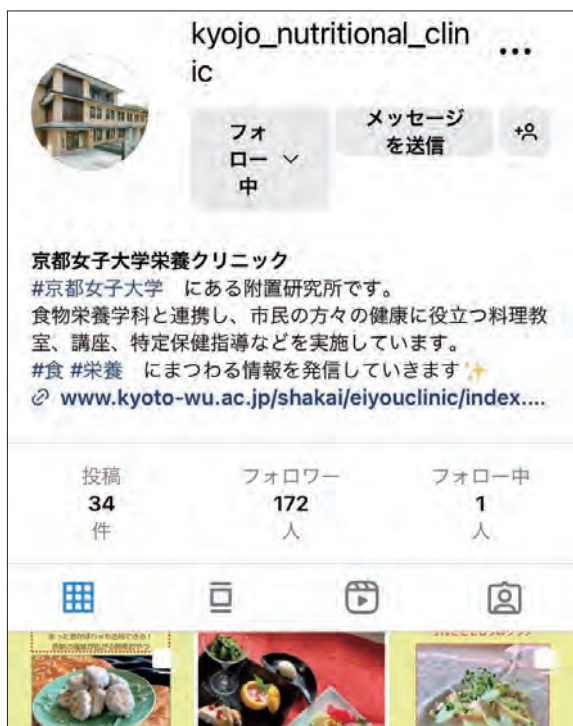 kyojo_nutritional_clin
ic
フォ
ロー
中
メッセージ
を送信
京都女子大学栄養クリニック
#京都女子大学 にある附置研究所です。
食物栄養学科と連携し、市民の方々の健康に役立つ料理教
室、講座、特定保健指導などを実施しています。
#食 #栄養 にまつわる情報を発信していきます✨
www.kyoto-wu.ac.jp/shakai/eiyouclinic/index....
投稿
34
件
フォロワー
172
人
フォロー中
1
人